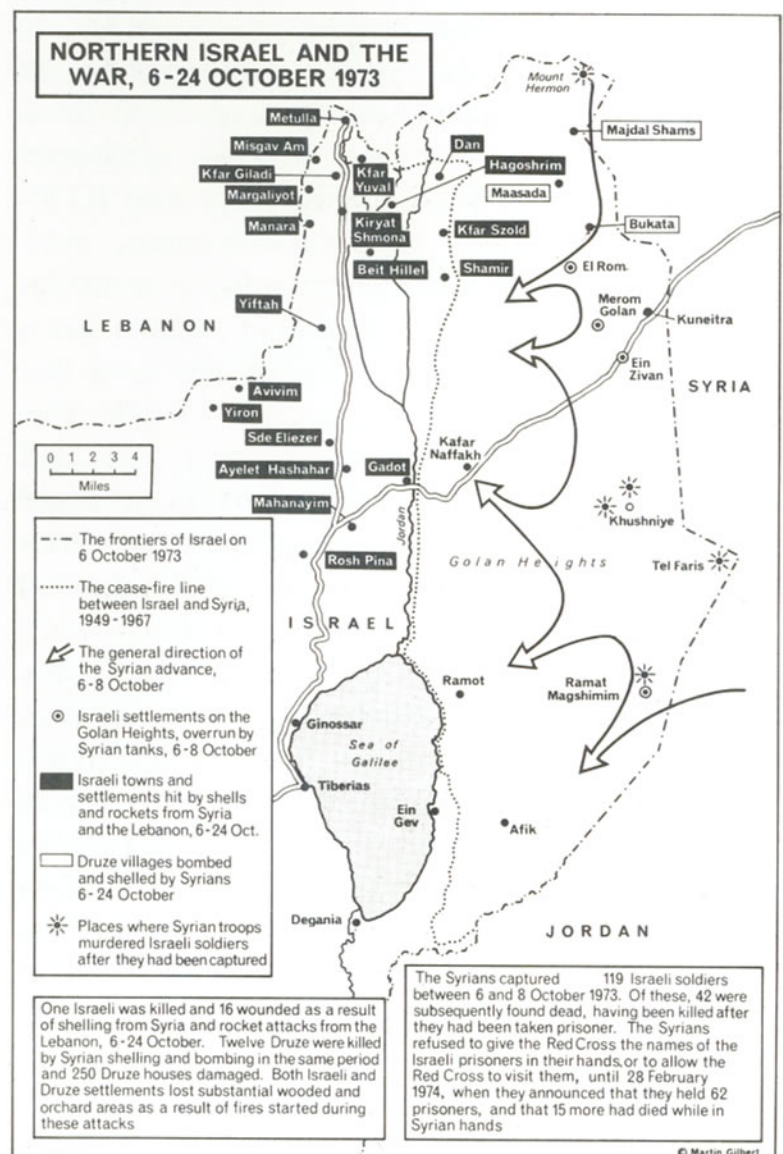 NORTHERN ISRAEL AND THE
WAR, 6-24 OCTOBER 1973
Mount
Hermon
Metulla
Majdal Shams
Misgav Am
Dan
Kfar Giladi
Kfar
Yuval
Hagoshrim
Margaliyot
Maasada
Manara
Kiryat
Shmona
Kfar Szold
Bukata
Beit Hillel
Shamir
El Rom
Yiftah
Merom
Golan
LEBANON
Kuneitra
Ein
Zivan
SYRIA
Avivim
Yiron
Sde Eliezer
Kafar
Naffakh
0 1 2 3 4
Miles
Ayelet Hashahar
Gadot
Mahanayim
Jordan
Khushniye
Rosh Pina
Golan Heights
Tel Faris
ISRAEL
Ramot
Ramat
Magshimim
Ginossar
Sea of
Galilee
Tiberias
Ein
Gev
Afik
Degania
JORDAN
The frontiers of Israel on
6 October 1973
The cease-fire line
between Israel and Syria,
1949-1967
The general direction of
the Syrian advance,
6-8 October
Israeli settlements on the
Golan Heights, overrun by
Syrian tanks, 6-8 October
Israeli towns and
settlements hit by shells
and rockets from Syria
and the Lebanon, 6-24 Oct.
Druze villages bombed
and shelled by Syrians
6-24 October
Places where Syrian troops
murdered Israeli soldiers
after they had been captured
One Israeli was killed and 16 wounded as a result
of shelling from Syria and rocket attacks from the
Lebanon, 6-24 October. Twelve Druze were killed
by Syrian shelling and bombing in the same period
and 250 Druze houses damaged. Both Israeli and
Druze settlements lost substantial wooded and
orchard areas as a result of fires started during
these attacks
The Syrians captured 119 Israeli soldiers
between 6 and 8 October 1973. Of these, 42 were
subsequently found dead, having been killed after
they had been taken prisoner. The Syrians
refused to give the Red Cross the names of the
Israeli prisoners in their hands, or to allow the
Red Cross to visit them, until 28 February
1974, when they announced that they held 62
prisoners, and that 15 more had died while in
Syrian hands
© Martin Gilbert